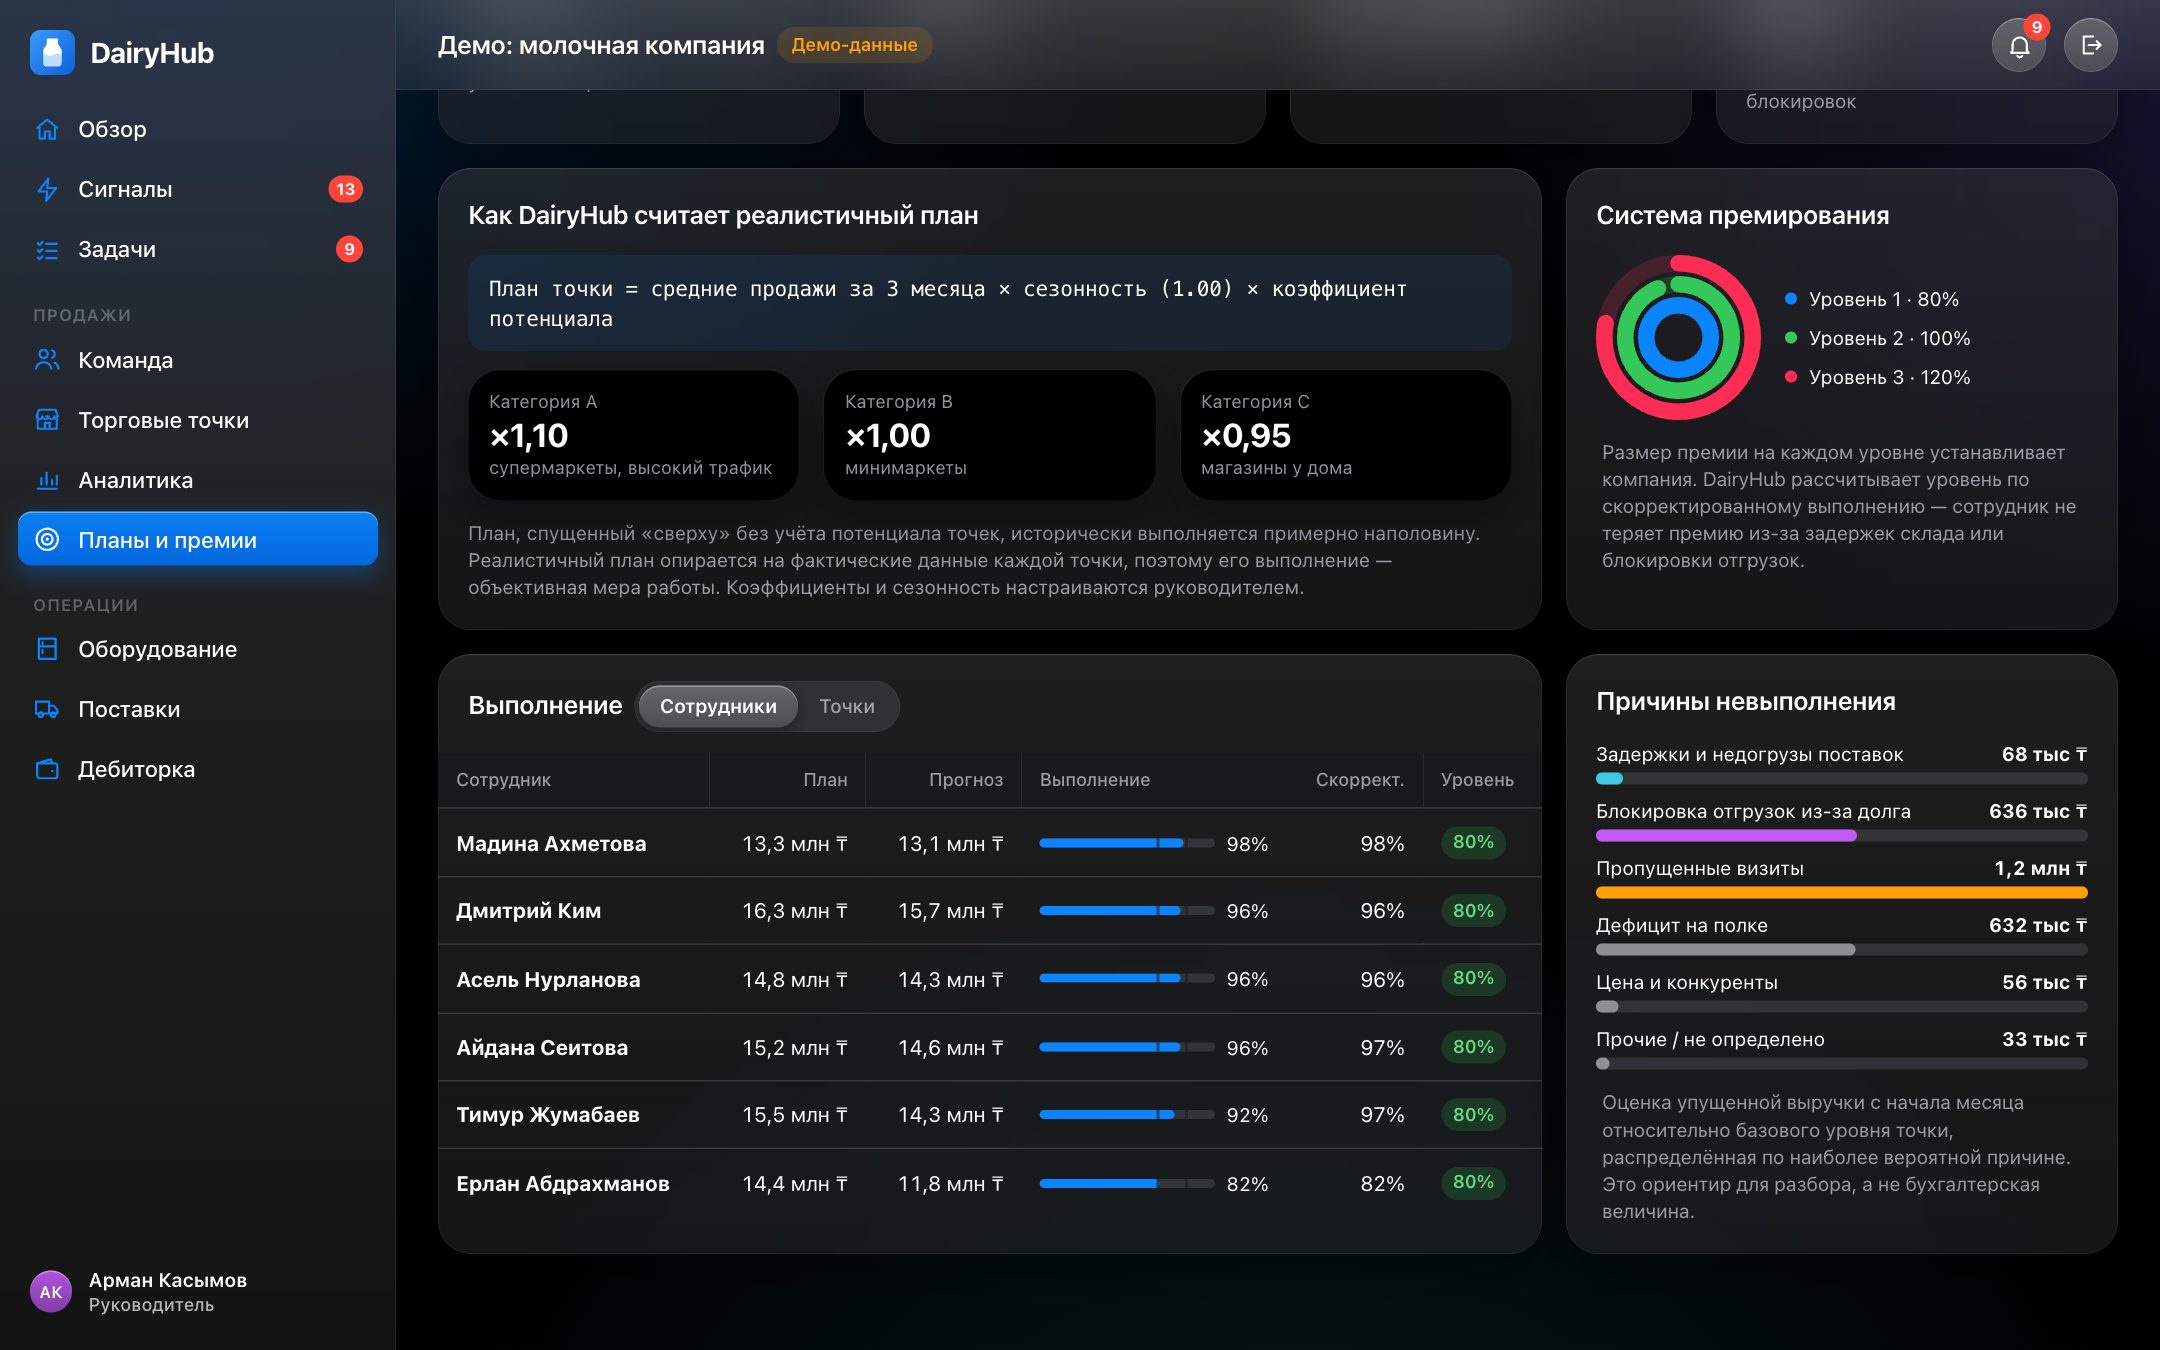 DairyHub
Обзор
Сигналы 13
Задачи 9
ПРОДАЖИ
Команда
Торговые точки
Аналитика
Планы и премии
ОПЕРАЦИИ
Оборудование
Поставки
Дебиторка
АК
Арман Касымов
Руководитель
Демо: молочная компания Демо-данные
9
блокировок
Как DairyHub считает реалистичный план
План точки = средние продажи за 3 месяца × сезонность (1.00) × коэффициент
потенциала
Категория A
×1,10
супермаркеты, высокий трафик
Категория B
×1,00
минимаркеты
Категория C
×0,95
магазины у дома
План, спущенный «сверху» без учёта потенциала точек, исторически выполняется примерно наполовину.
Реалистичный план опирается на фактические данные каждой точки, поэтому его выполнение —
объективная мера работы. Коэффициенты и сезонность настраиваются руководителем.
Система премирования
Уровень 1 · 80%
Уровень 2 · 100%
Уровень 3 · 120%
Размер премии на каждом уровне устанавливает
компания. DairyHub рассчитывает уровень по
скорректированному выполнению — сотрудник не
теряет премию из-за задержек склада или
блокировки отгрузок.
Выполнение Сотрудники Точки
Сотрудник План Прогноз Выполнение Скоррект. Уровень
Мадина Ахметова 13,3 млн ₸ 13,1 млн ₸ 98% 98% 80%
Дмитрий Ким 16,3 млн ₸ 15,7 млн ₸ 96% 96% 80%
Асель Нурланова 14,8 млн ₸ 14,3 млн ₸ 96% 96% 80%
Айдана Сеитова 15,2 млн ₸ 14,6 млн ₸ 96% 97% 80%
Тимур Жумабаев 15,5 млн ₸ 14,3 млн ₸ 92% 97% 80%
Ерлан Абдрахманов 14,4 млн ₸ 11,8 млн ₸ 82% 82% 80%
Причины невыполнения
Задержки и недогрузы поставок 68 тыс ₸
Блокировка отгрузок из-за долга 636 тыс ₸
Пропущенные визиты 1,2 млн ₸
Дефицит на полке 632 тыс ₸
Цена и конкуренты 56 тыс ₸
Прочие / не определено 33 тыс ₸
Оценка упущенной выручки с начала месяца
относительно базового уровня точки,
распределённая по наиболее вероятной причине.
Это ориентир для разбора, а не бухгалтерская
величина.